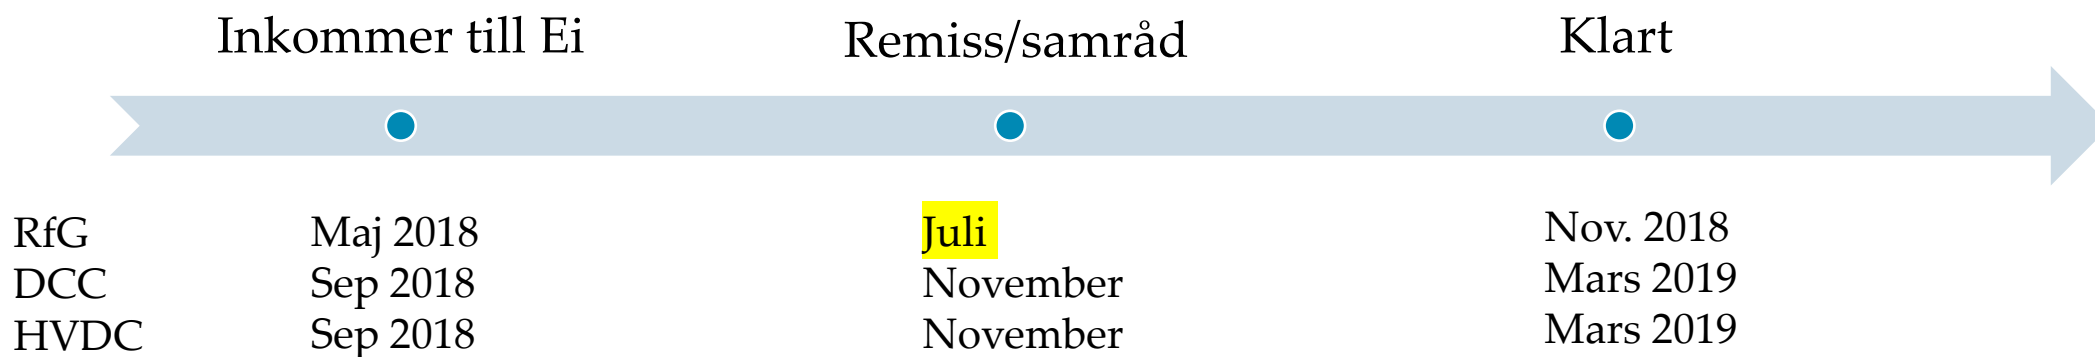 Inkommer till Ei Remiss/samråd Klart
RfG Maj 2018 Juli Nov. 2018
DCC Sep 2018 November Mars 2019
HVDC Sep 2018 November Mars 2019